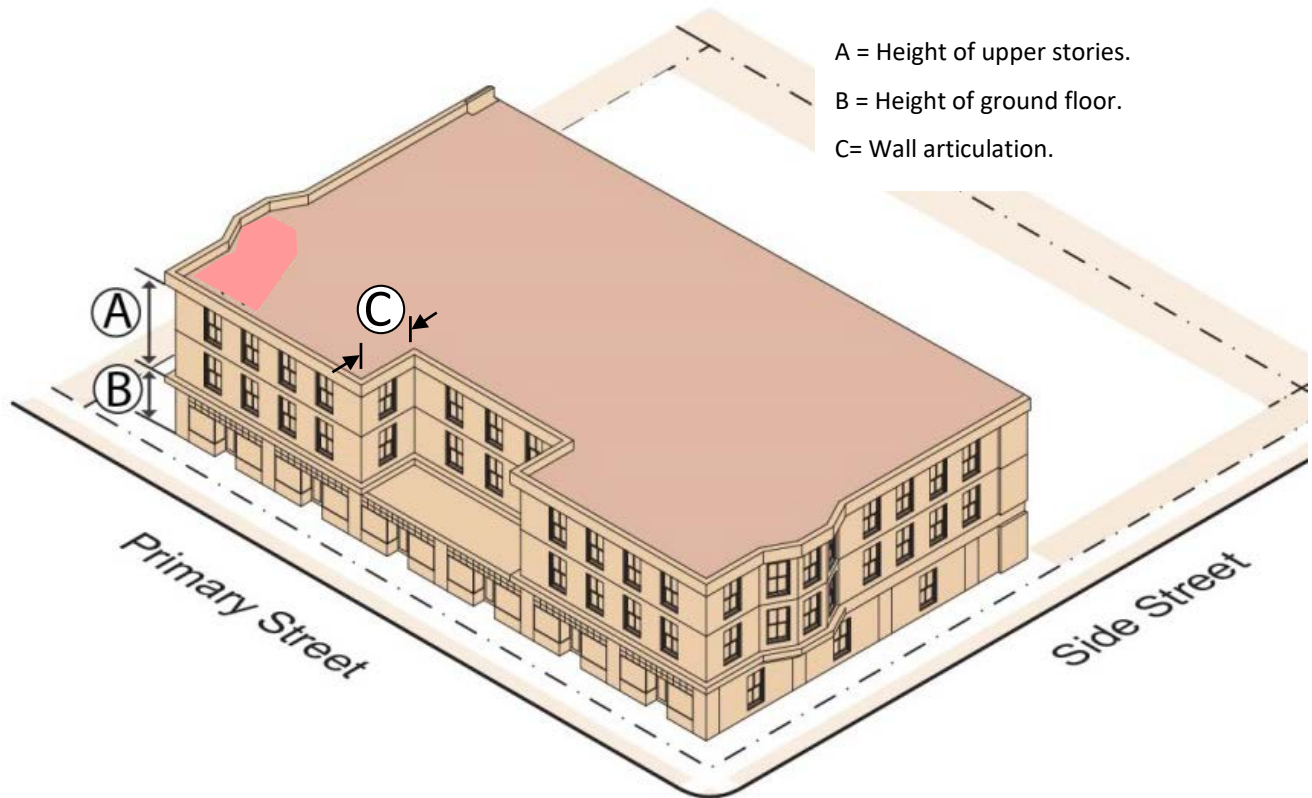 A = Height of upper stories.
B = Height of ground floor.
C= Wall articulation.
C
A
B
Primary Street
Side Street